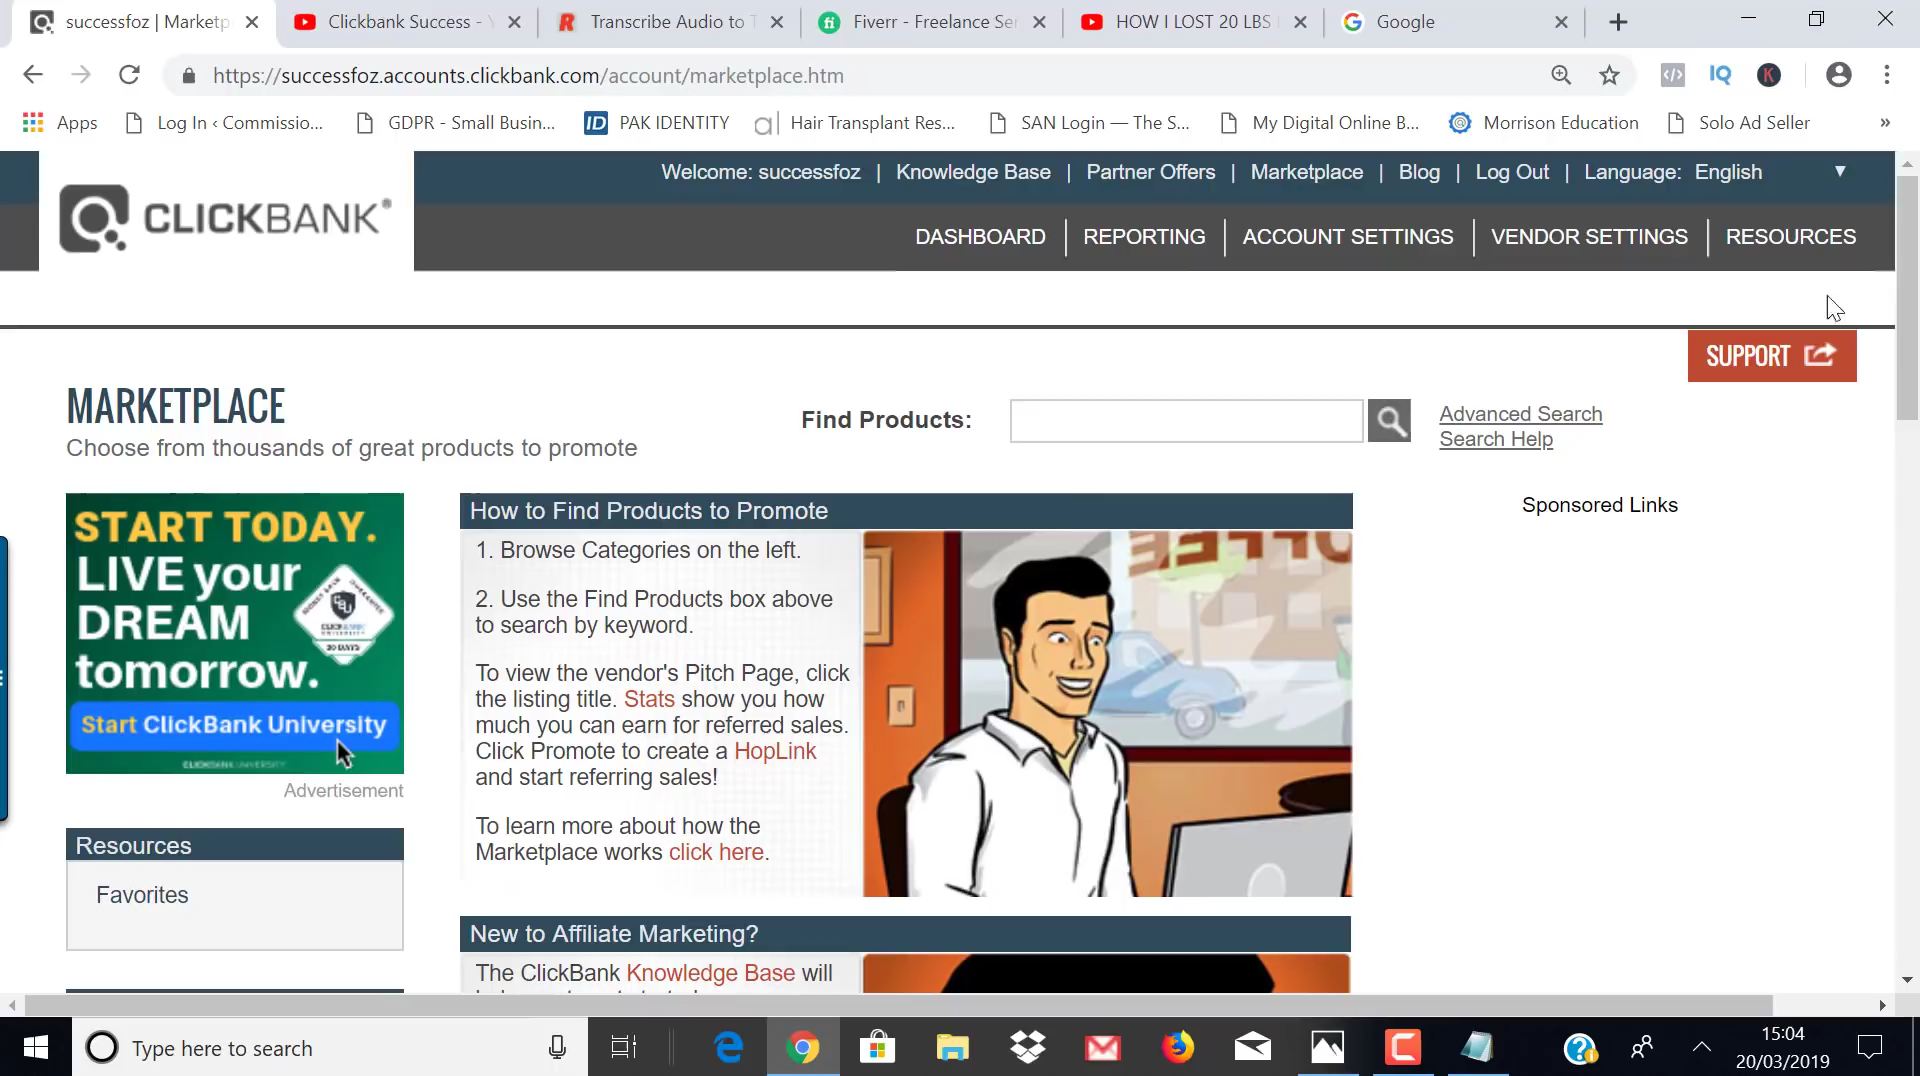 successfoz | Marketp
Clickbank Success - Y
Transcribe Audio to T
Fiverr - Freelance Ser
HOW I LOST 20 LBS
Google
https://successfoz.accounts.clickbank.com/account/marketplace.htm
Apps
Log In ‹ Commissio...
GDPR - Small Busin...
ID PAK IDENTITY
Hair Transplant Res...
SAN Login — The S...
My Digital Online B...
Morrison Education
Solo Ad Seller
»
Welcome: successfoz | Knowledge Base | Partner Offers | Marketplace | Blog | Log Out | Language: English
CLICKBANK®
DASHBOARD | REPORTING | ACCOUNT SETTINGS | VENDOR SETTINGS | RESOURCES
SUPPORT
MARKETPLACE
Choose from thousands of great products to promote
Find Products:
Advanced Search
Search Help
START TODAY.
LIVE your
DREAM
tomorrow.
Start ClickBank University
Advertisement
How to Find Products to Promote
1. Browse Categories on the left.
2. Use the Find Products box above
to search by keyword.
To view the vendor's Pitch Page, click
the listing title. Stats show you how
much you can earn for referred sales.
Click Promote to create a HopLink
and start referring sales!
To learn more about how the
Marketplace works click here.
Sponsored Links
Resources
Favorites
New to Affiliate Marketing?
The ClickBank Knowledge Base will
Type here to search
15:04
20/03/2019